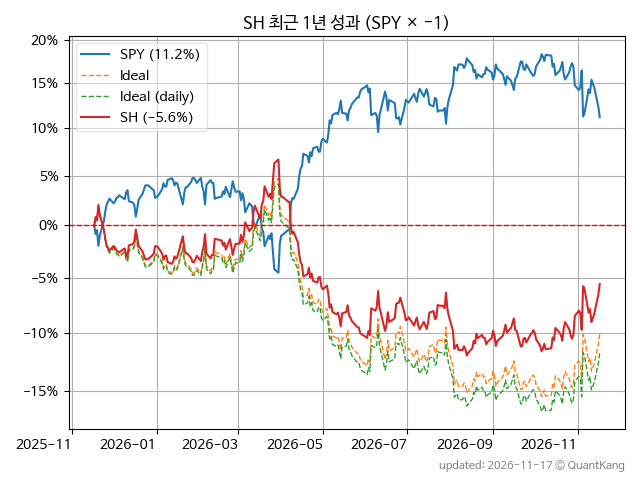 SH 최근 1년 성과 (SPY × −1)
20%
15%
10%
5%
0%
−5%
−10%
−15%
SPY (11.2%)
Ideal
Ideal (daily)
SH (−5.6%)
2025−11
2026−01
2026−03
2026−05
2026−07
2026−09
2026−11
updated: 2026−11−17 © QuantKang